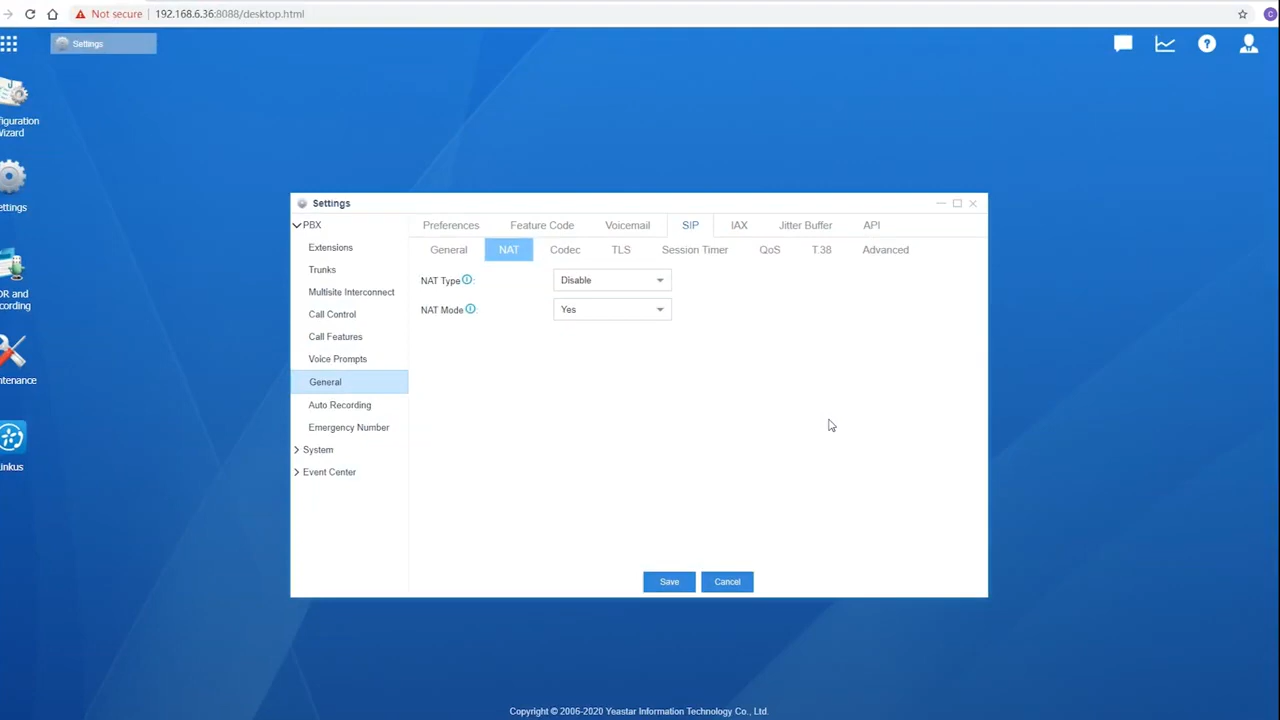 Not secure 192.168.6.36:8088/desktop.html
Settings
figuration
Wizard
ettings
DR and
cording
ntenance
inkus
Settings
PBX
Extensions
Trunks
Multisite Interconnect
Call Control
Call Features
Voice Prompts
General
Auto Recording
Emergency Number
System
Event Center
Preferences Feature Code Voicemail SIP IAX Jitter Buffer API
General NAT Codec TLS Session Timer QoS T.38 Advanced
NAT Type : Disable
NAT Mode : Yes
Save Cancel
Copyright © 2006-2020 Yeastar Information Technology Co., Ltd.